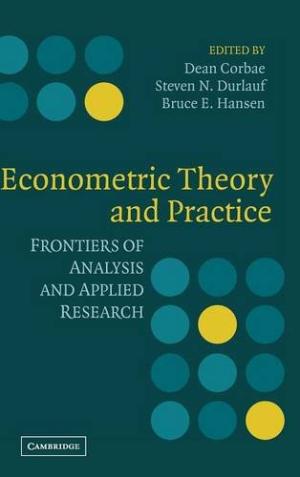 EDITED BY
Dean Corbae
Steven N. Durlauf
Bruce E. Hansen
Econometric Theory
and Practice
FRONTIERS OF
ANALYSIS
AND APPLIED
RESEARCH
CAMBRIDGE